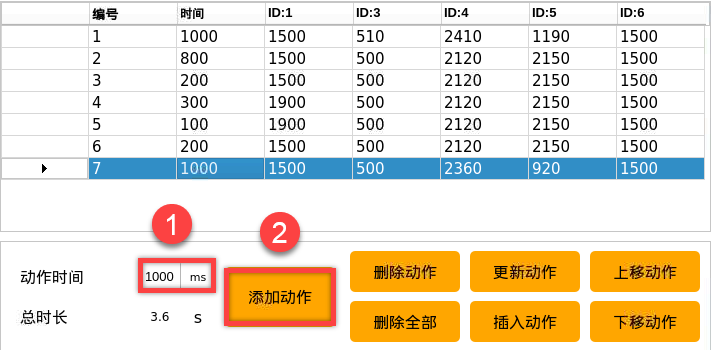 编号 时间 ID:1 ID:3 ID:4 ID:5 ID:6
1 1000 1500 510 2410 1190 1500
2 800 1500 500 2120 2150 1500
3 200 1500 500 2120 2150 1500
4 300 1900 500 2120 2150 1500
5 100 1900 500 2120 2150 1500
6 200 1500 500 2120 2150 1500
7 1000 1500 500 2360 920 1500
1 2
动作时间 1000 ms 添加动作 删除动作 更新动作 上移动作
总时长 3.6 s 删除全部 插入动作 下移动作